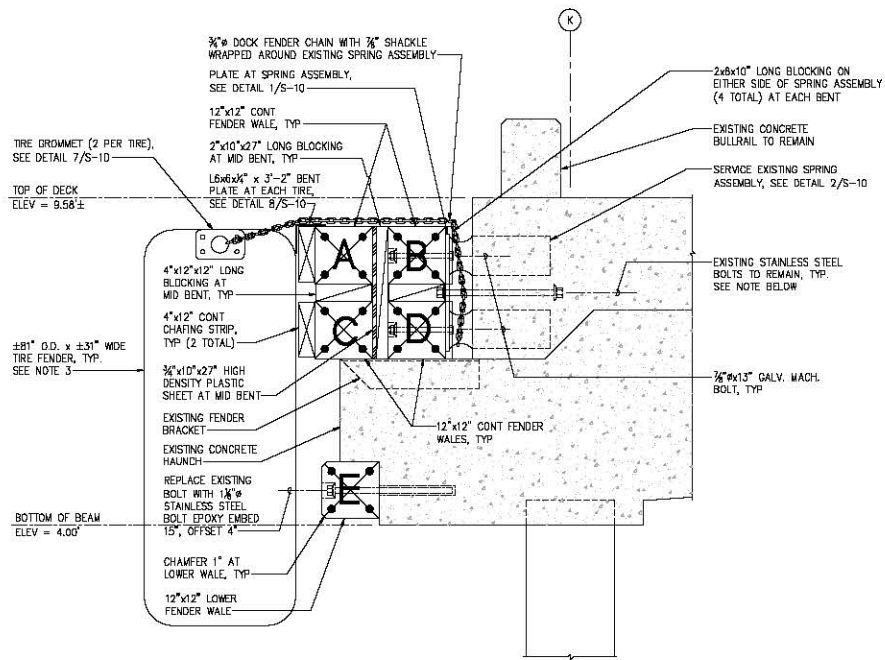 K
3/4"ø DOCK FENDER CHAIN WITH 7/8" SHACKLE
WRAPPED AROUND EXISTING SPRING ASSEMBLY
PLATE AT SPRING ASSEMBLY,
SEE DETAIL 1/S-10
12"x12" CONT
FENDER WALE, TYP
2"x10"x27" LONG BLOCKING
AT MID BENT, TYP
L6x6x¼" x 3'-2" BENT
PLATE AT EACH TIRE,
SEE DETAIL 8/S-10
TIRE GROMMET (2 PER TIRE),
SEE DETAIL 7/S-10
TOP OF DECK
ELEV = 9.58'±
2x6x10" LONG BLOCKING ON
EITHER SIDE OF SPRING ASSEMBLY
(4 TOTAL) AT EACH BENT
EXISTING CONCRETE
BULLRAIL TO REMAIN
SERVICE EXISTING SPRING
ASSEMBLY, SEE DETAIL 2/S-10
EXISTING STAINLESS STEEL
BOLTS TO REMAIN, TYP.
SEE NOTE BELOW
7/8"øx13" GALV. MACH.
BOLT, TYP
A
B
C
D
E
4"x12"x12" LONG
BLOCKING AT
MID BENT, TYP
4"x12" CONT
CHAFING STRIP,
TYP (2 TOTAL)
±81" O.D. x ±31" WIDE
TIRE FENDER, TYP.
SEE NOTE 3
3/4"x10"x27" HIGH
DENSITY PLASTIC
SHEET AT MID BENT
EXISTING FENDER
BRACKET
12"x12" CONT FENDER
WALES, TYP
EXISTING CONCRETE
HAUNCH
REPLACE EXISTING
BOLT WITH
STAINLESS STEEL
BOLT EPOXY EMBED
15", OFFSET 4"
BOTTOM OF BEAM
ELEV = 4.00'
CHAMFER 1" AT
LOWER WALE, TYP
12"x12" LOWER
FENDER WALE